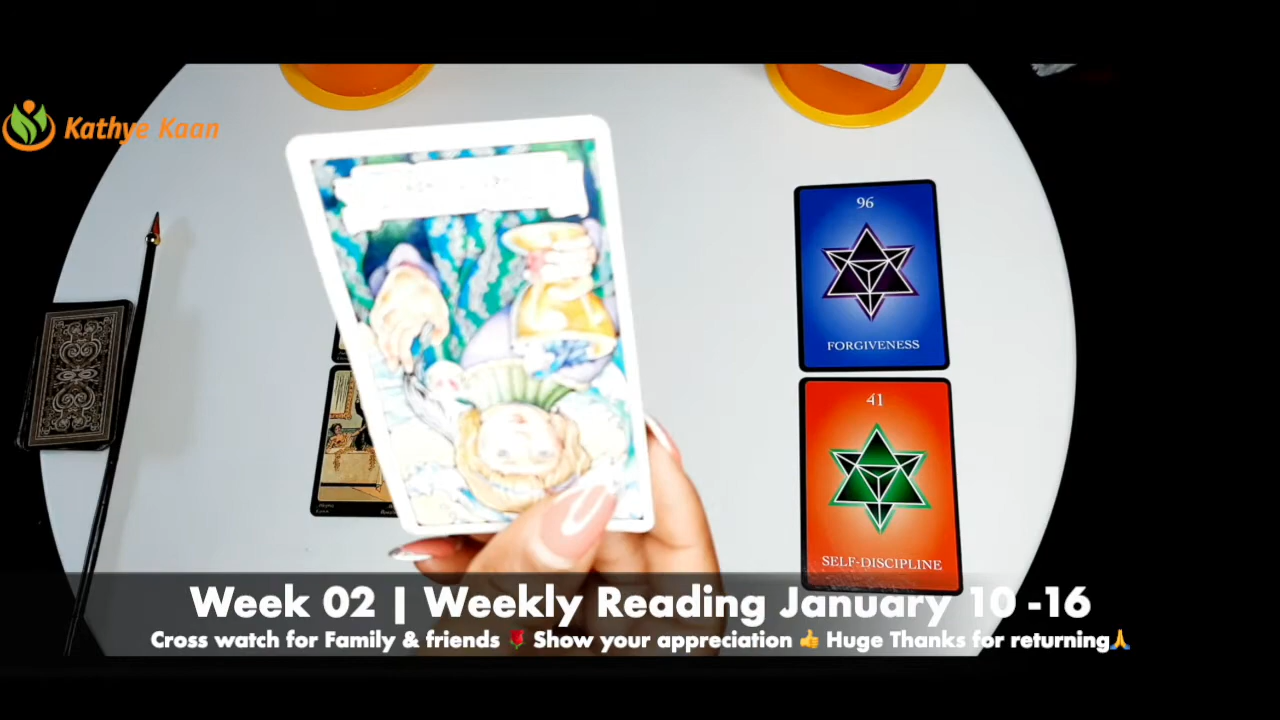 Kathye Kaan
96
FORGIVENESS
41
SELF-DISCIPLINE
Week 02 | Weekly Reading January 10 -16
Cross watch for Family & friends 🌹 Show your appreciation 👍 Huge Thanks for returning🙏